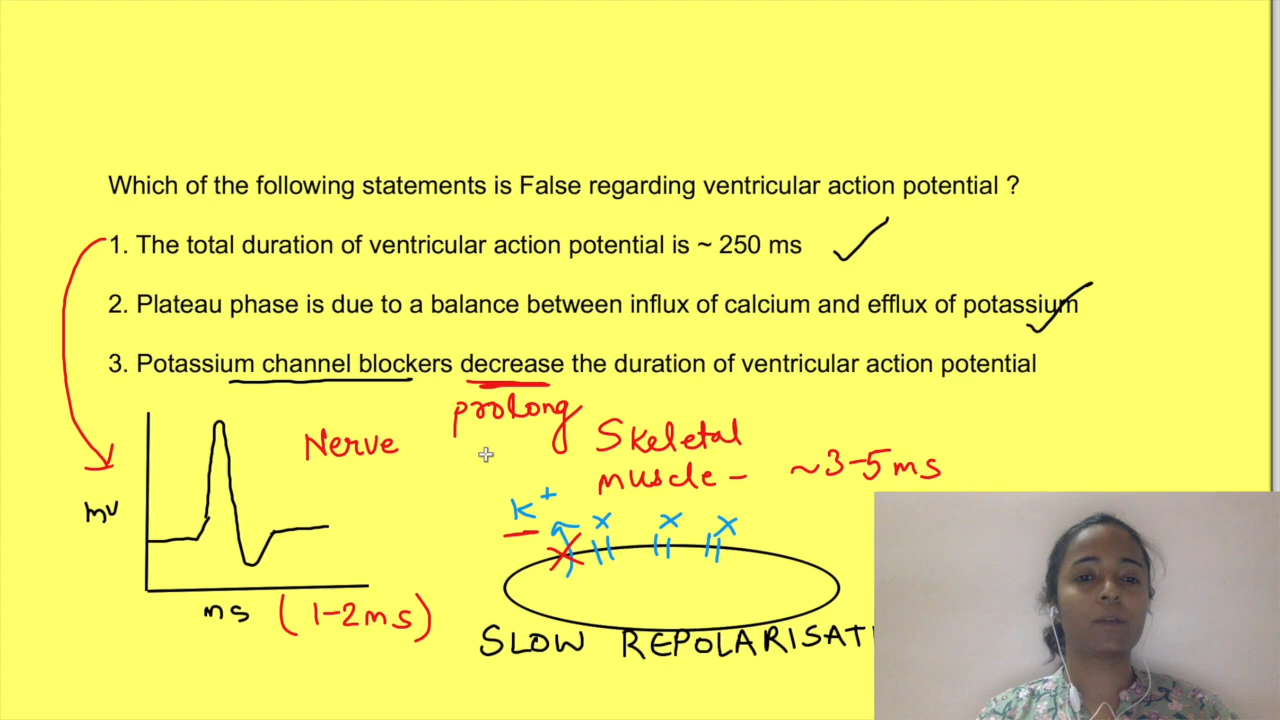 Which of the following statements is False regarding ventricular action potential ?
1. The total duration of ventricular action potential is ~ 250 ms
2. Plateau phase is due to a balance between influx of calcium and efflux of potassium
3. Potassium channel blockers decrease the duration of ventricular action potential
prolong
Nerve
Skeletal
muscle - ~3-5ms
mv
K+
x x x
ms (1-2ms)
SLOW REPOLARISAT